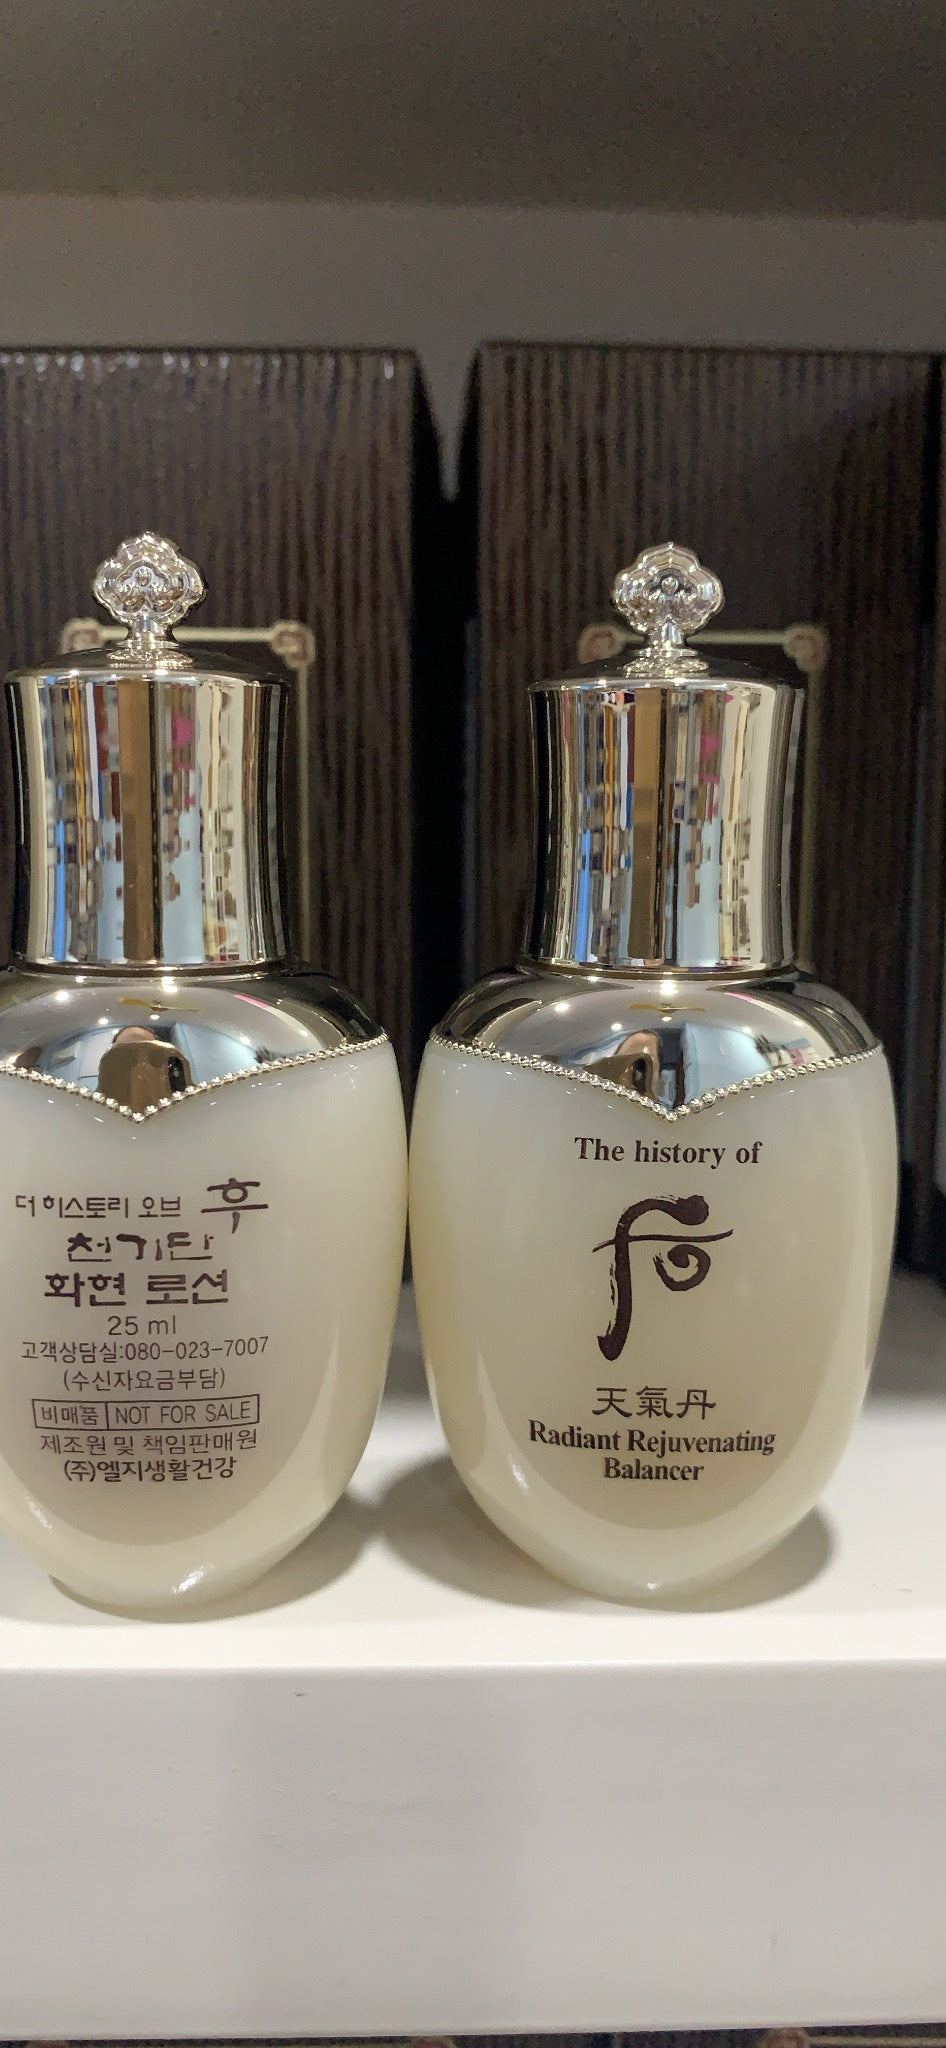 더 히스토리 오브 후
천기단
화현 로션
25 ml
고객상담실:080-023-7007
(수신자요금부담)
비매품 NOT FOR SALE
제조원 및 책임판매원
(주)엘지생활건강
The history of
후
天氣丹
Radiant Rejuvenating
Balancer